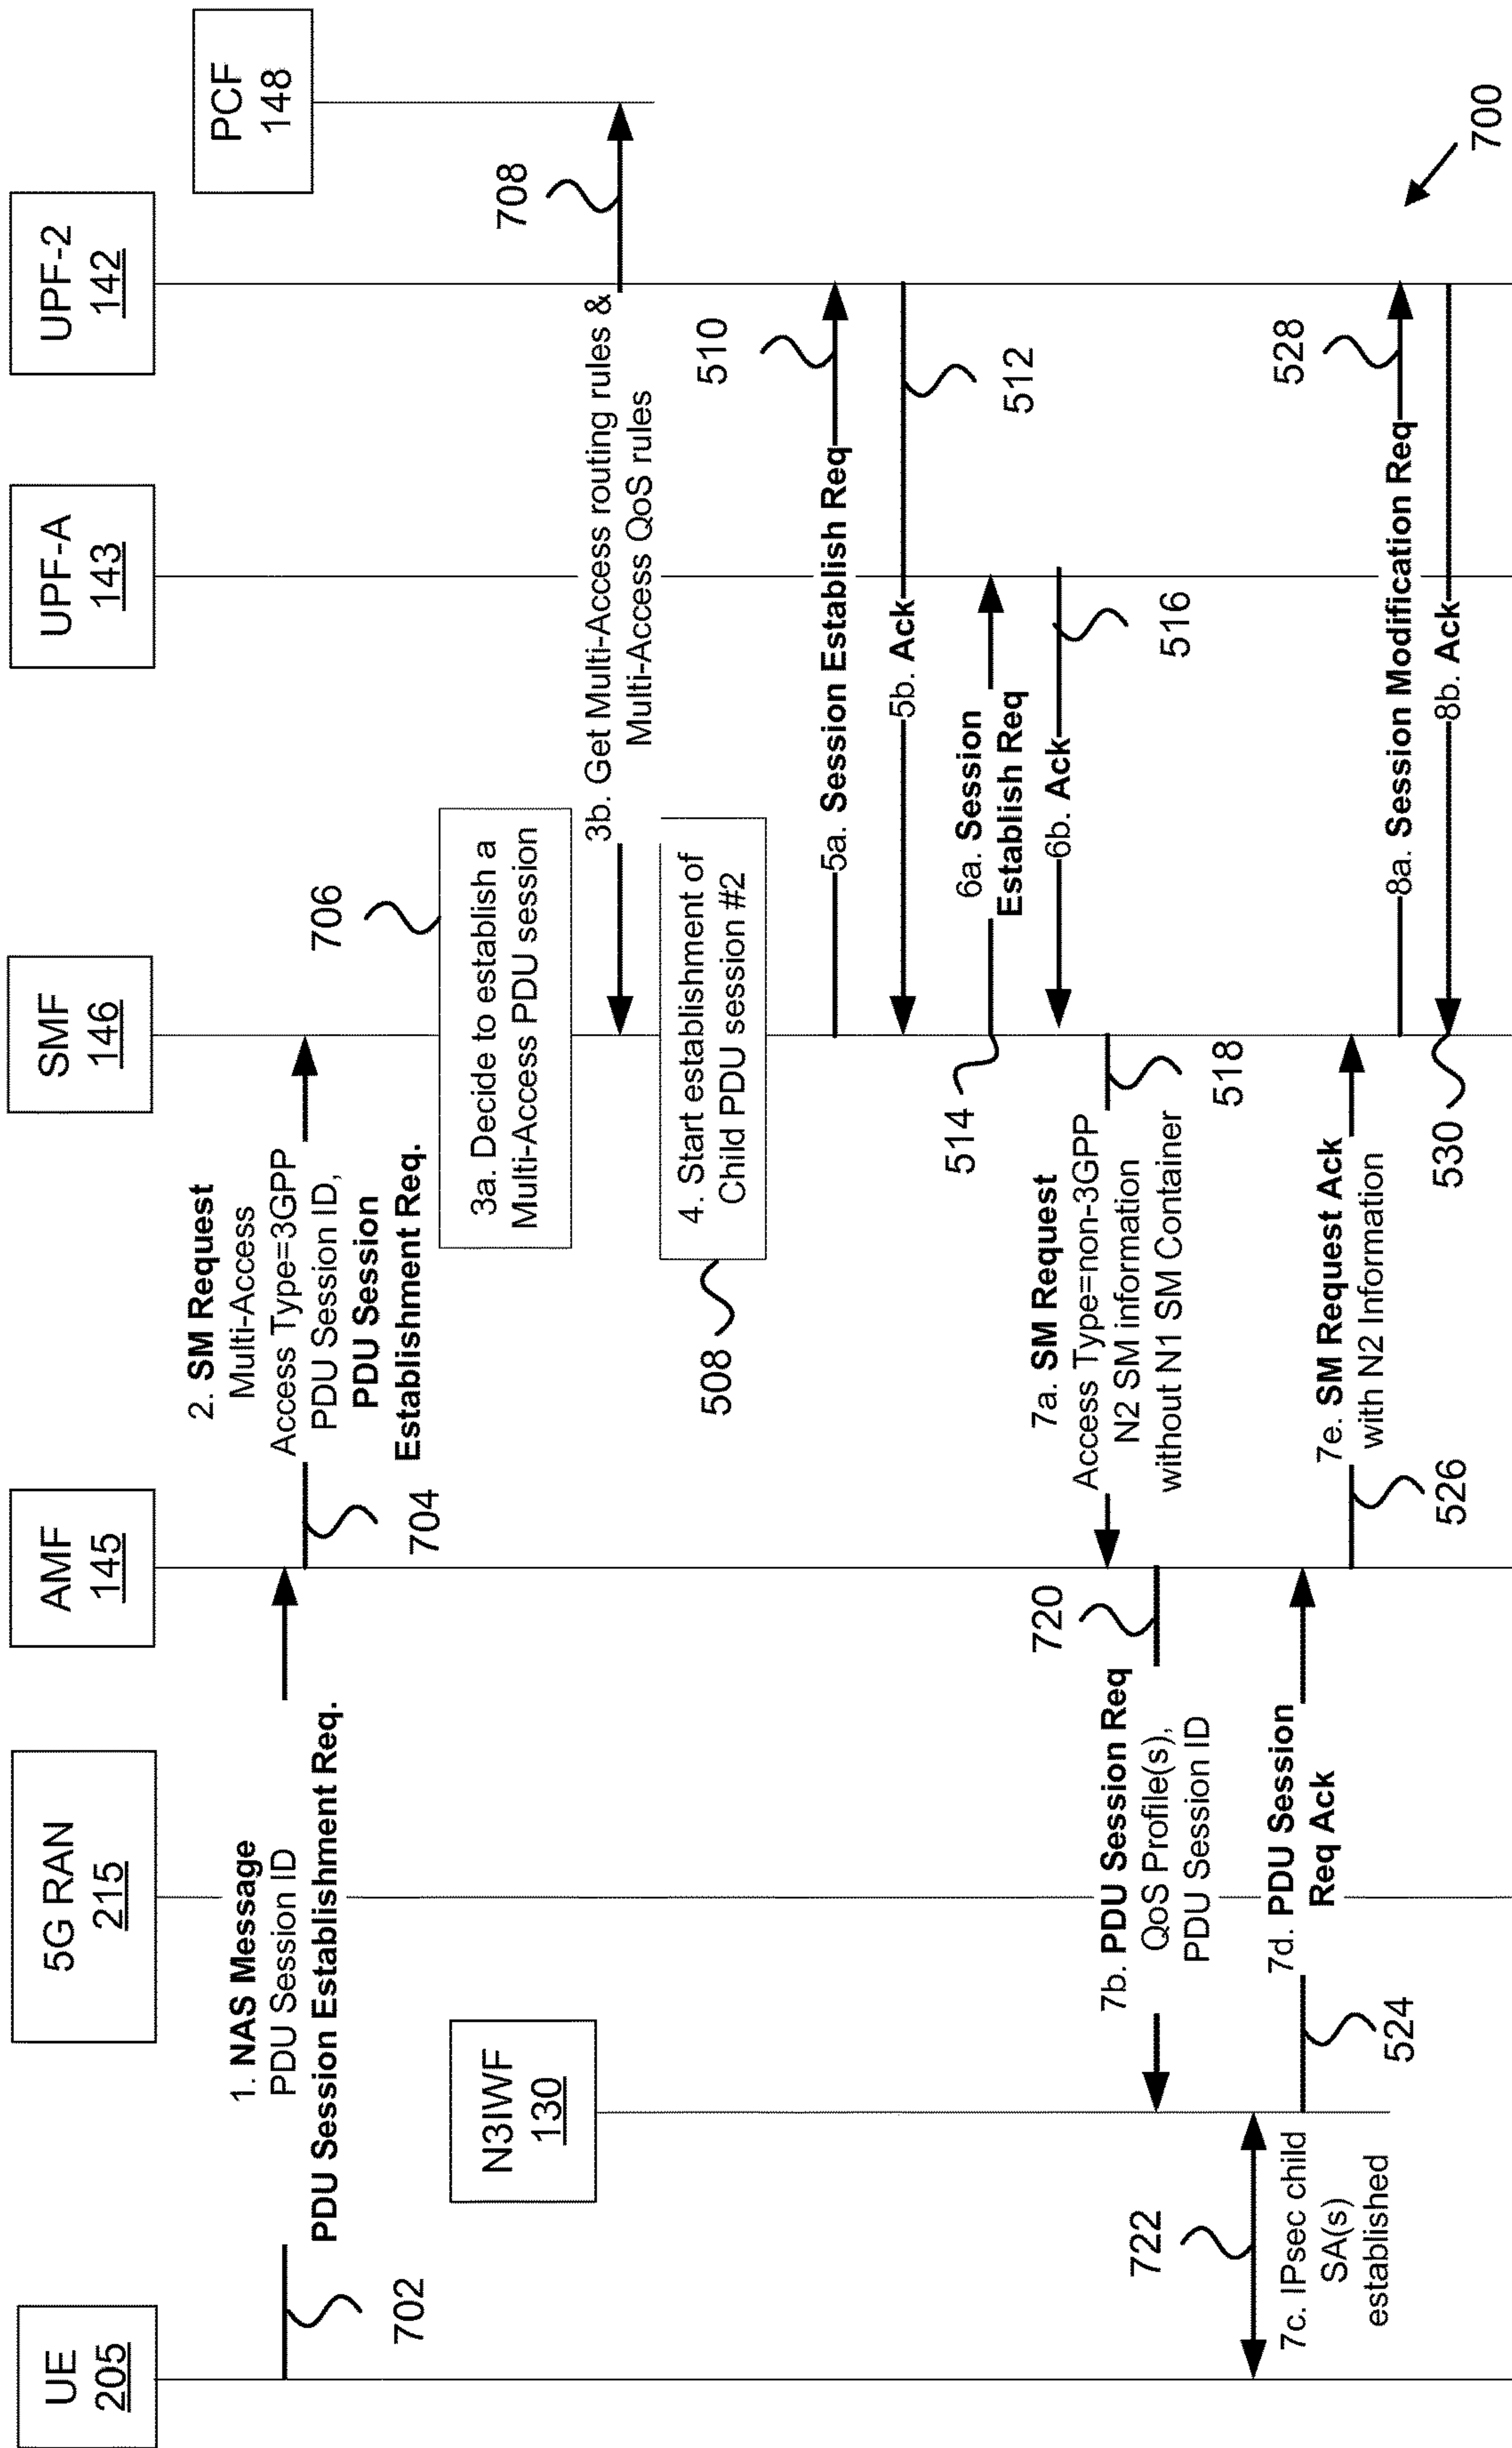 UE
205
5G RAN
215
AMF
145
SMF
146
UPF-A
143
UPF-2
142
PCF
148
N3IWF
130
1. NAS Message
PDU Session ID
PDU Session Establishment Req.
702
2. SM Request
Multi-Access
Access Type=3GPP
PDU Session ID,
PDU Session
Establishment Req.
704
706
3a. Decide to establish a
Multi-Access PDU session
3b. Get Multi-Access routing rules &
Multi-Access QoS rules
708
4. Start establishment of
Child PDU session #2
508
5a. Session Establish Req
510
5b. Ack
512
6a. Session
Establish Req
514
6b. Ack
516
7a. SM Request
Access Type=non-3GPP
N2 SM information
without N1 SM Container
518
7b. PDU Session Req
QoS Profile(s),
PDU Session ID
720
722
7c. IPsec child
SA(s)
established
7d. PDU Session
Req Ack
524
7e. SM Request Ack
with N2 Information
526
8a. Session Modification Req
528
8b. Ack
530
700